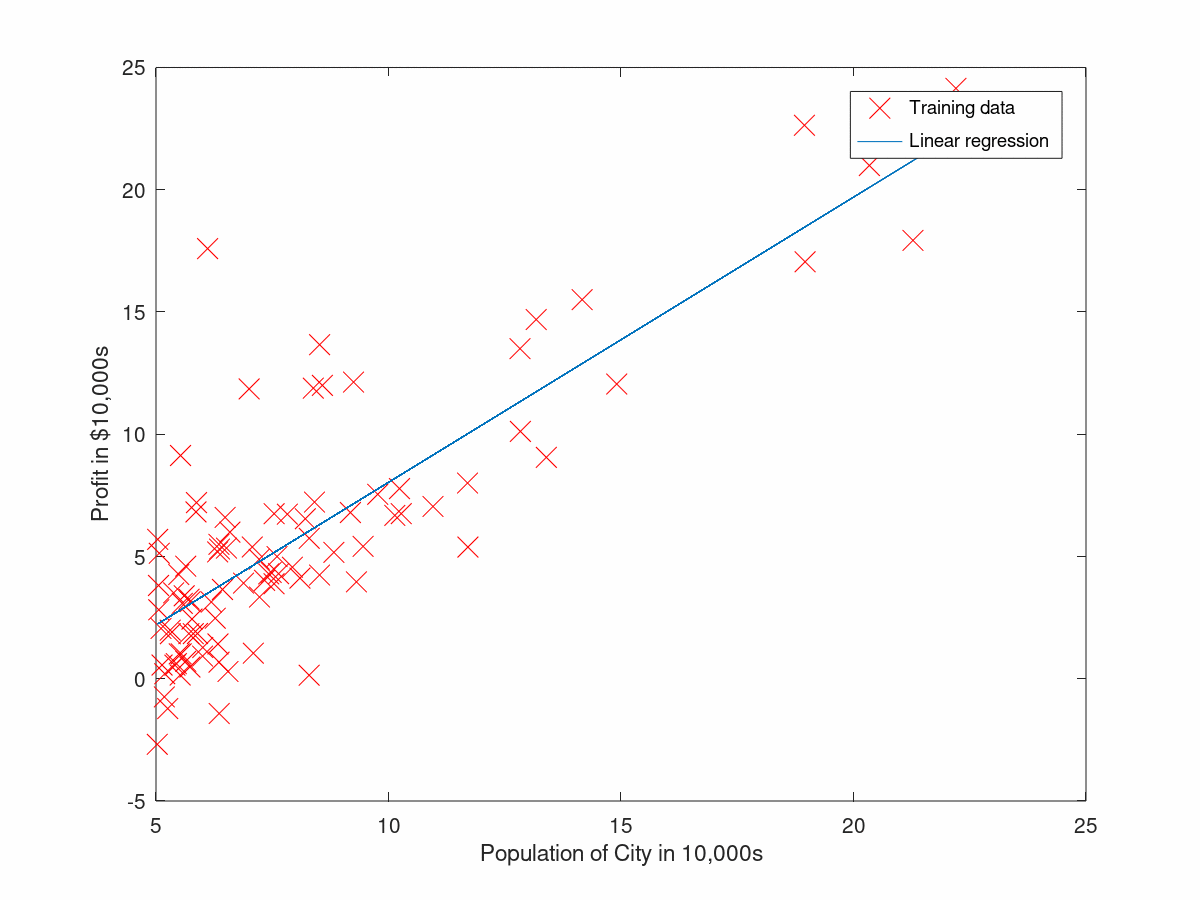 25
20
15
10
5
0
-5
5 10 15 20 25
Profit in $10,000s
Population of City in 10,000s
Training data
Linear regression